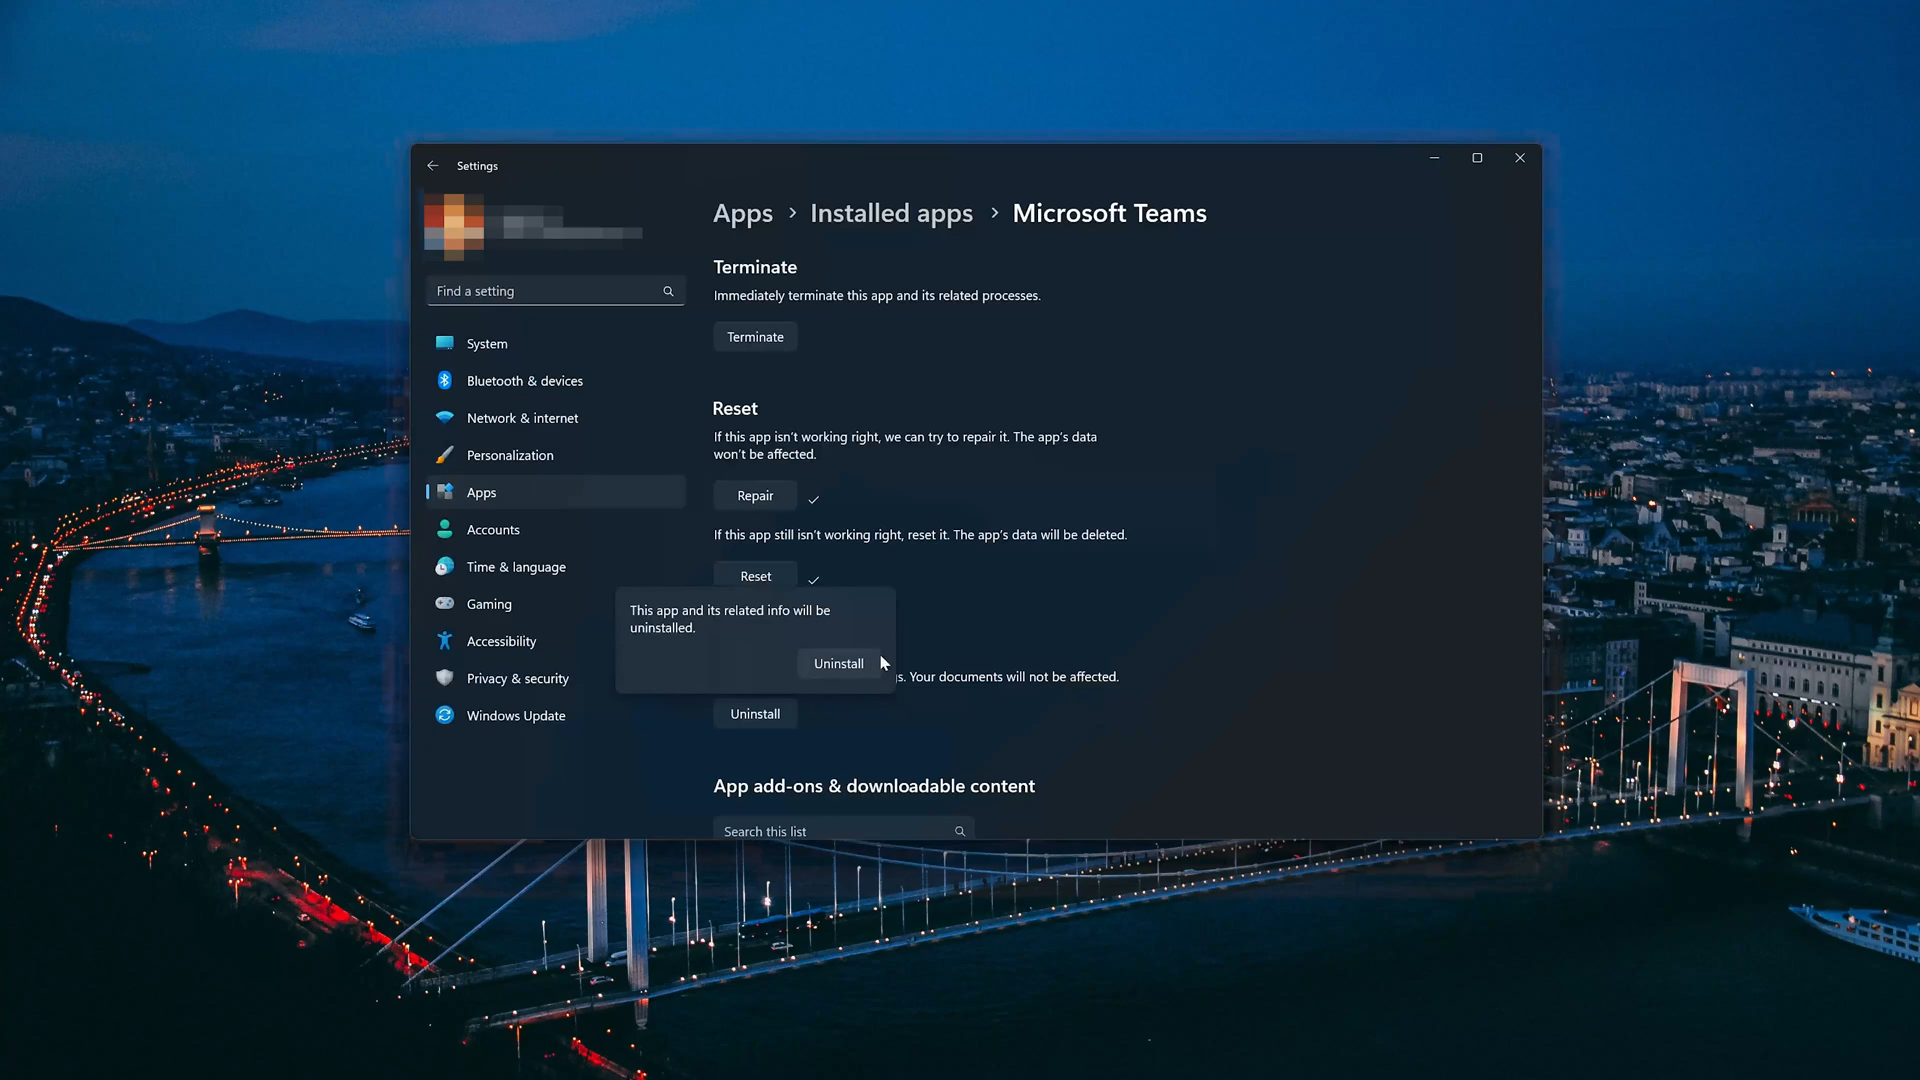 Settings
Find a setting
System
Bluetooth & devices
Network & internet
Personalization
Apps
Accounts
Time & language
Gaming
Accessibility
Privacy & security
Windows Update
Apps > Installed apps > Microsoft Teams
Terminate
Immediately terminate this app and its related processes.
Terminate
Reset
If this app isn't working right, we can try to repair it. The app's data
won't be affected.
Repair
If this app still isn't working right, reset it. The app's data will be deleted.
Reset
This app and its related info will be
uninstalled.
Uninstall
s. Your documents will not be affected.
Uninstall
App add-ons & downloadable content
Search this list